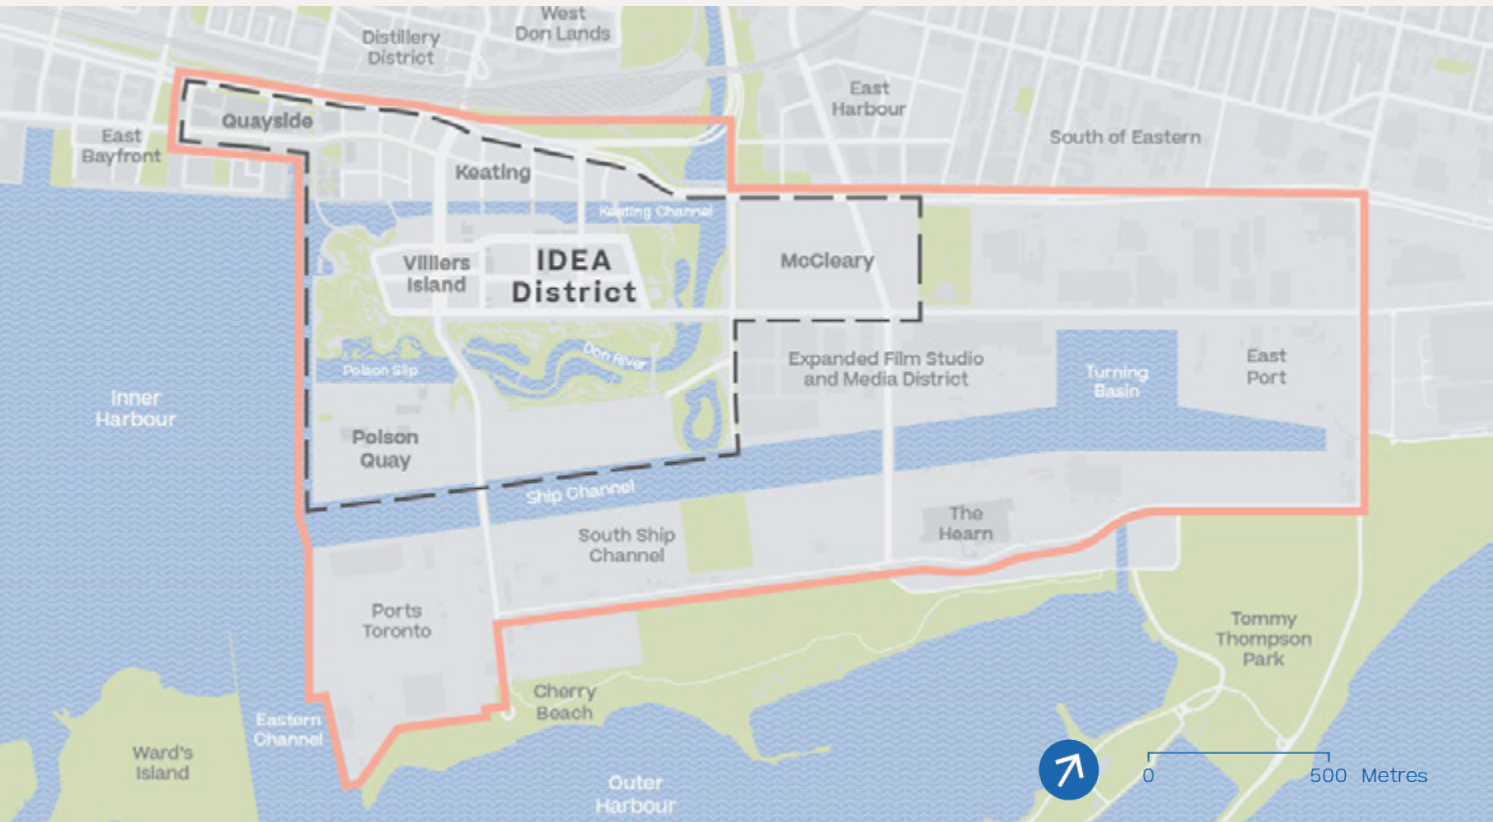 West
Don Lands
Distillery
District
East
Harbour
Quayside
East
Bayfront
South of Eastern
Keating
Keating Channel
Villiers
Island
IDEA
District
McCleary
Don River
Polson Slip
Expanded Film Studio
and Media District
Turning
Basin
East
Port
Inner
Harbour
Polson
Quay
Ship Channel
South Ship
Channel
The
Hearn
Ports
Toronto
Tommy
Thompson
Park
Cherry
Beach
Eastern
Channel
Ward's
Island
Outer
Harbour
0 500 Metres